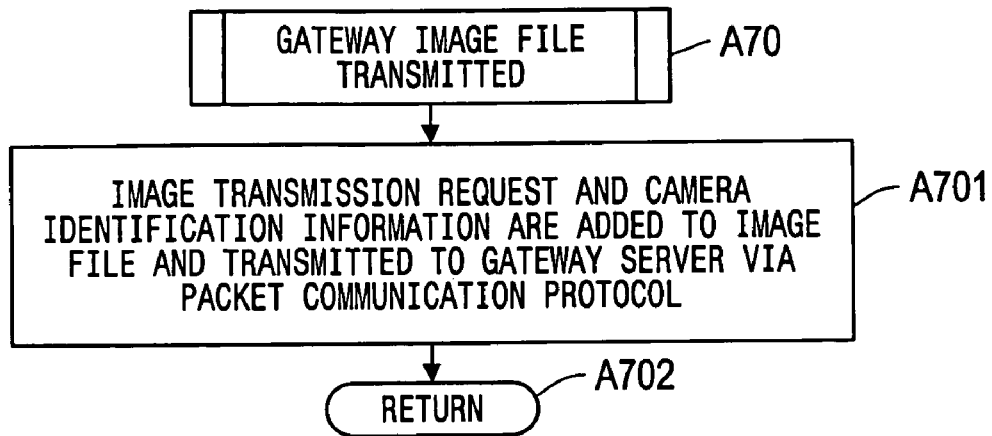 GATEWAY IMAGE FILE
TRANSMITTED
A70
IMAGE TRANSMISSION REQUEST AND CAMERA
IDENTIFICATION INFORMATION ARE ADDED TO IMAGE
FILE AND TRANSMITTED TO GATEWAY SERVER VIA
PACKET COMMUNICATION PROTOCOL
A701
RETURN
A702